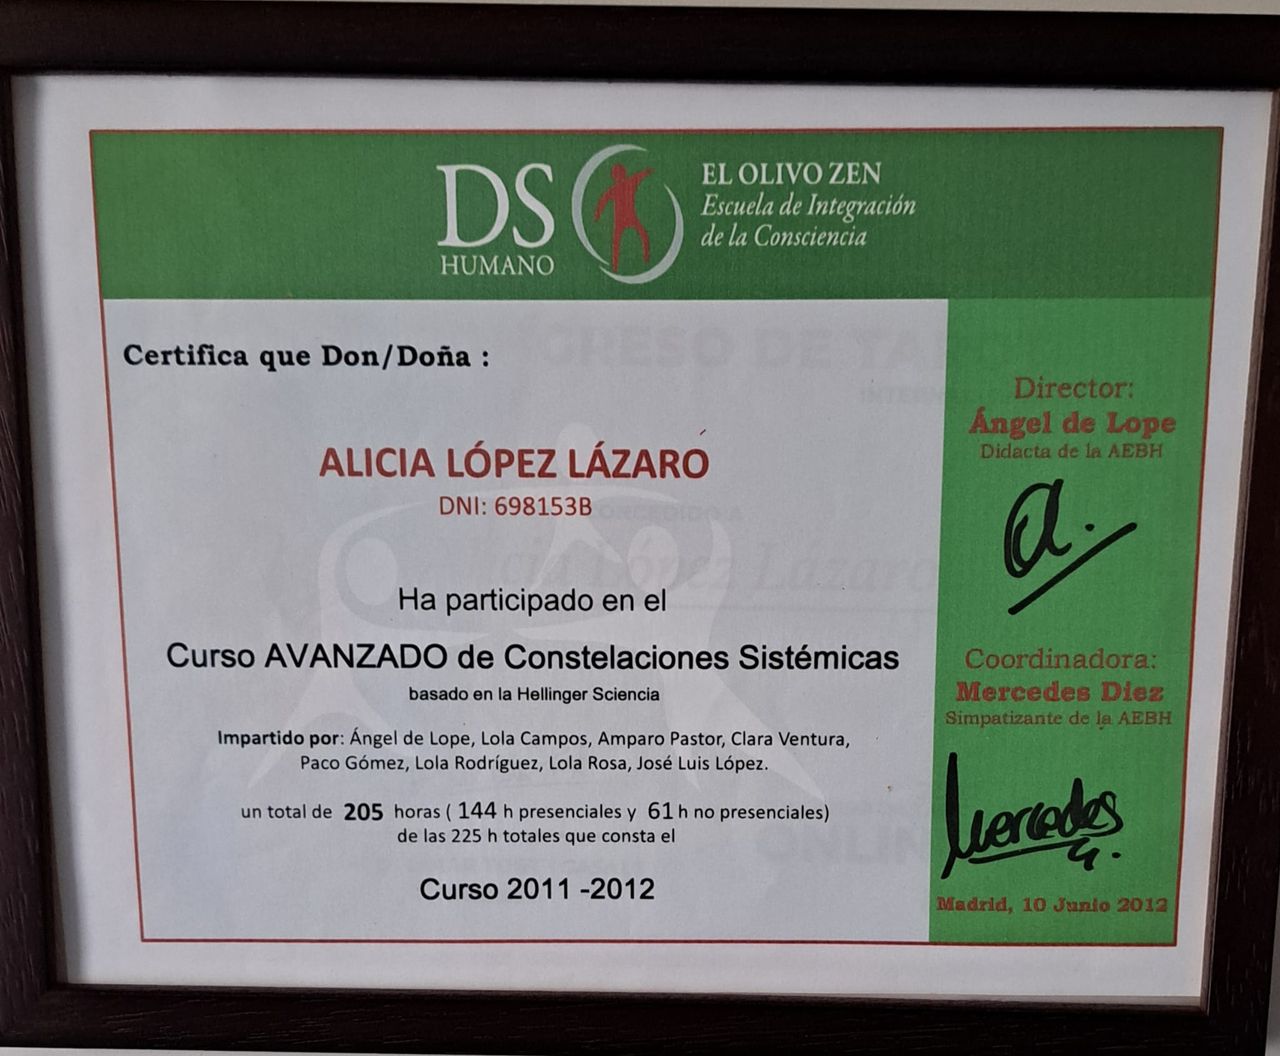 DS
HUMANO
EL OLIVO ZEN
Escuela de Integración
de la Consciencia
Certifica que Don/Doña :
ALICIA LÓPEZ LÁZARO
DNI: 698153B
Ha participado en el
Curso AVANZADO de Constelaciones Sistémicas
basado en la Hellinger Sciencia
Impartido por: Ángel de Lope, Lola Campos, Amparo Pastor, Clara Ventura,
Paco Gómez, Lola Rodríguez, Lola Rosa, José Luis López.
un total de 205 horas ( 144 h presenciales y 61 h no presenciales)
de las 225 h totales que consta el
Curso 2011 -2012
Director:
Ángel de Lope
Didacta de la AEBH
Coordinadora:
Mercedes Diez
Simpatizante de la AEBH
Mercedes
Madrid, 10 Junio 2012